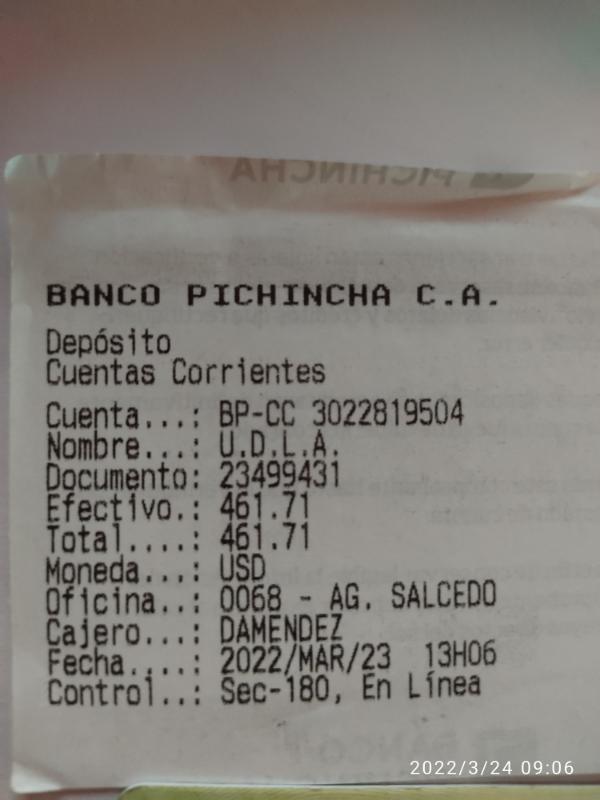 PICHINCHA
BANCO PICHINCHA C.A.
Depósito
Cuentas Corrientes
Cuenta...: BP-CC 3022819504
Nombre...: U.D.L.A.
Documento: 23499431
Efectivo.: 461.71
Total....: 461.71
Moneda...: USD
Oficina..: 0068 - AG. SALCEDO
Cajero...: DAMENDEZ
Fecha....: 2022/MAR/23 13H06
Control..: Sec-180, En Línea
BANCO
2022/3/24 09:06